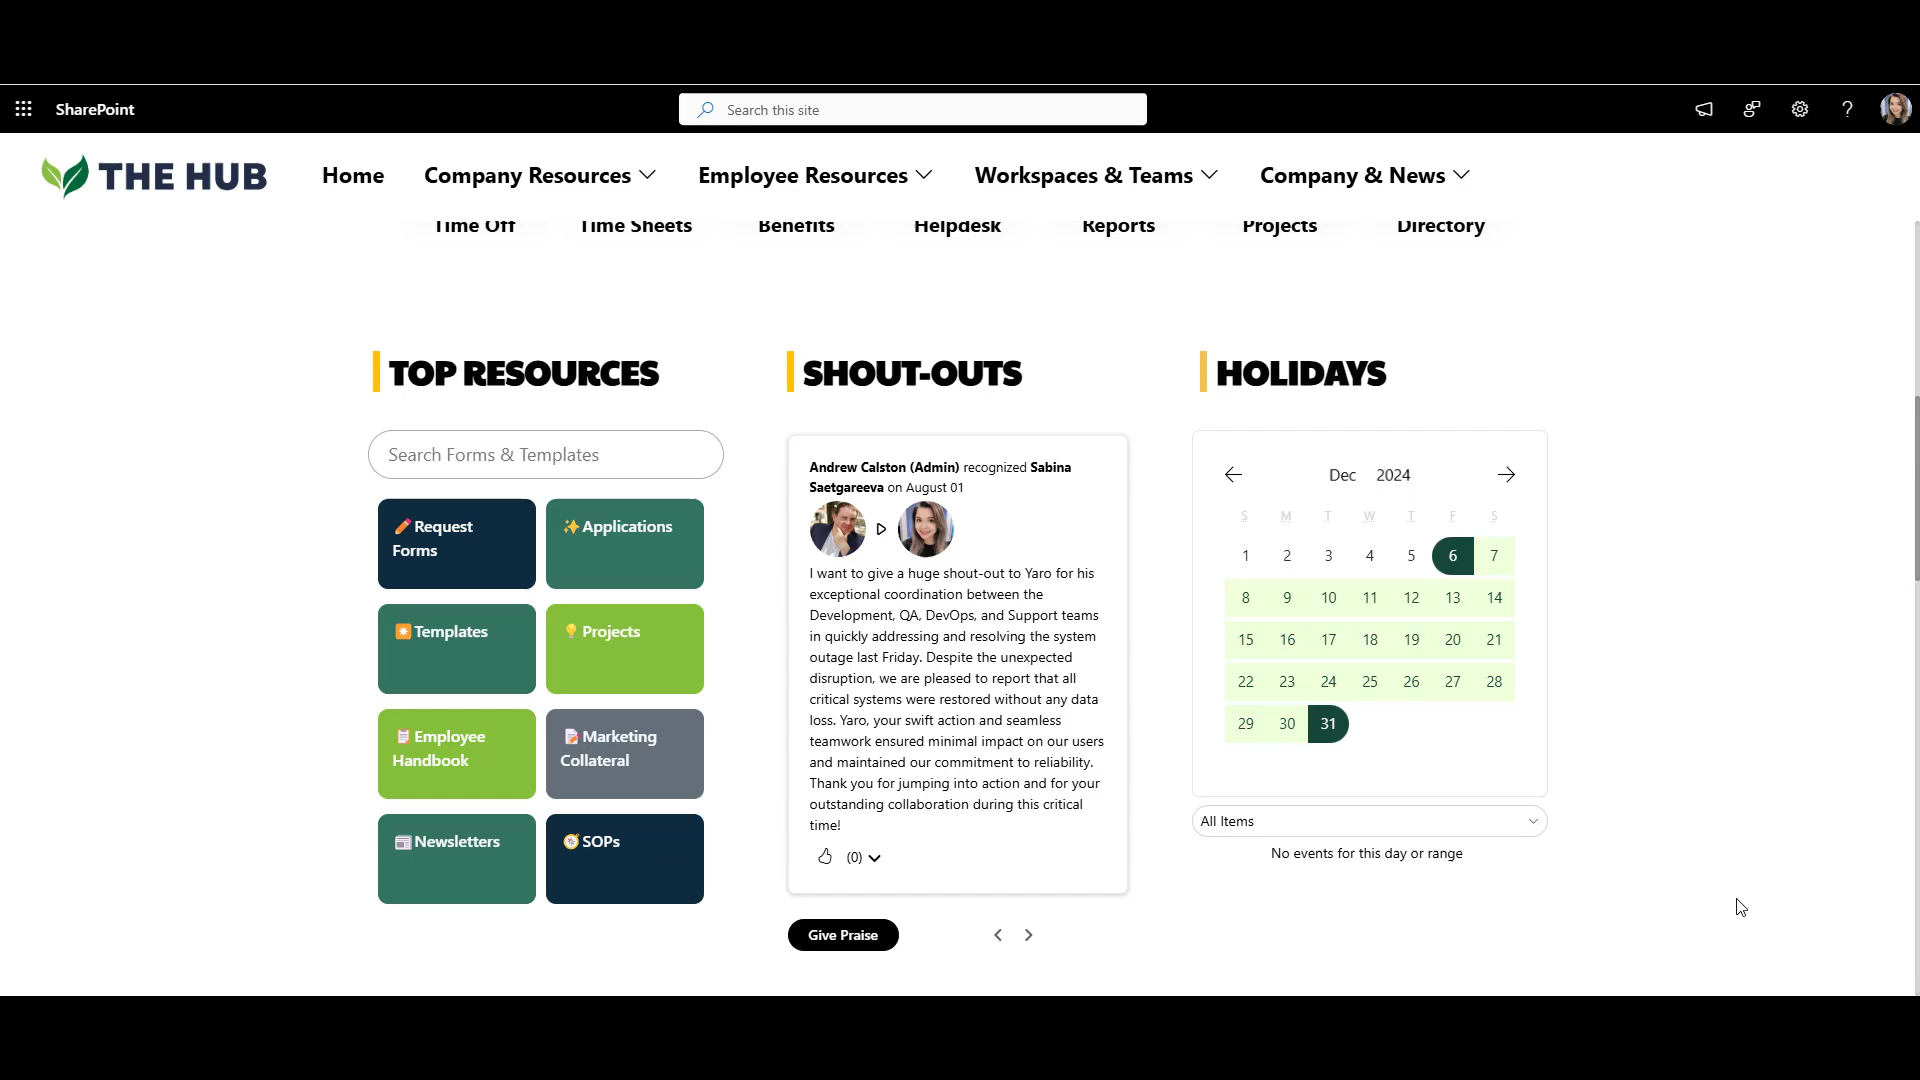 SharePoint
Search this site
THE HUB
Home
Company Resources
Employee Resources
Workspaces & Teams
Company & News
Time Off
Time Sheets
Benefits
Helpdesk
Reports
Projects
Directory
TOP RESOURCES
Search Forms & Templates
Request
Forms
Applications
Templates
Projects
Employee
Handbook
Marketing
Collateral
Newsletters
SOPs
SHOUT-OUTS
Andrew Calston (Admin) recognized Sabina
Saetgareeva on August 01
I want to give a huge shout-out to Yaro for his
exceptional coordination between the
Development, QA, DevOps, and Support teams
in quickly addressing and resolving the system
outage last Friday. Despite the unexpected
disruption, we are pleased to report that all
critical systems were restored without any data
loss. Yaro, your swift action and seamless
teamwork ensured minimal impact on our users
and maintained our commitment to reliability.
Thank you for jumping into action and for your
outstanding collaboration during this critical
time!
(0)
Give Praise
HOLIDAYS
Dec 2024
S M T W T F S
1 2 3 4 5 6 7
8 9 10 11 12 13 14
15 16 17 18 19 20 21
22 23 24 25 26 27 28
29 30 31
All Items
No events for this day or range